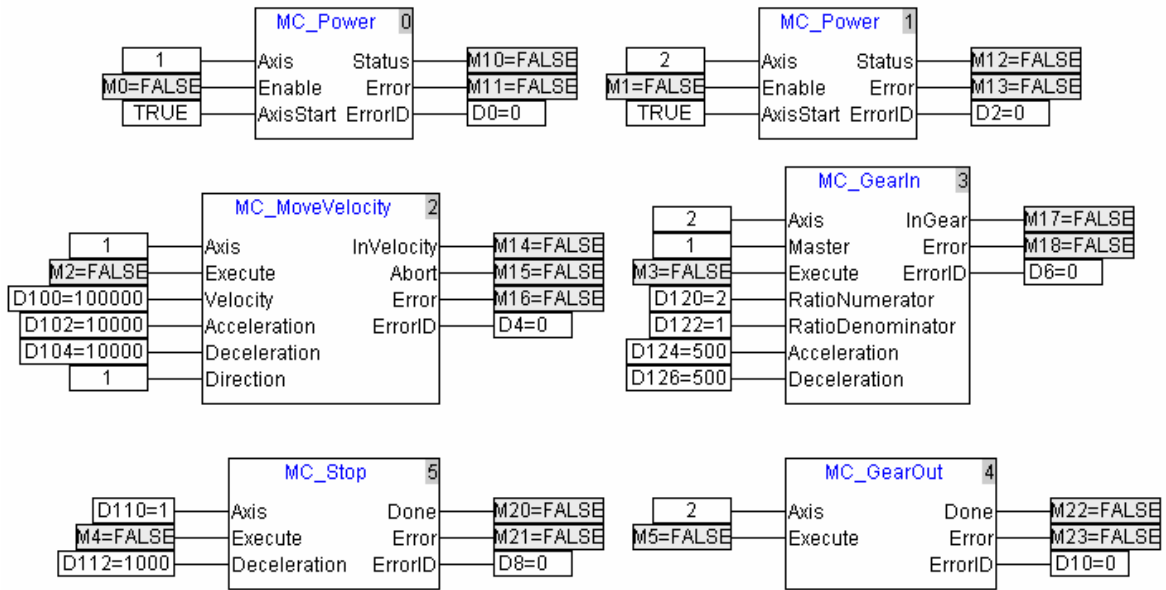 MC_Power 0
1 Axis Status M10=FALSE
M0=FALSE Enable Error M11=FALSE
TRUE AxisStart ErrorID D0=0
MC_Power 1
2 Axis Status M12=FALSE
M1=FALSE Enable Error M13=FALSE
TRUE AxisStart ErrorID D2=0
MC_MoveVelocity 2
1 Axis InVelocity M14=FALSE
M2=FALSE Execute Abort M15=FALSE
D100=100000 Velocity Error M16=FALSE
D102=10000 Acceleration ErrorID D4=0
D104=10000 Deceleration
1 Direction
MC_GearIn 3
2 Axis InGear M17=FALSE
1 Master Error M18=FALSE
M3=FALSE Execute ErrorID D6=0
D120=2 RatioNumerator
D122=1 RatioDenominator
D124=500 Acceleration
D126=500 Deceleration
MC_Stop 5
D110=1 Axis Done M20=FALSE
M4=FALSE Execute Error M21=FALSE
D112=1000 Deceleration ErrorID D8=0
MC_GearOut 4
2 Axis Done M22=FALSE
M5=FALSE Execute Error M23=FALSE
ErrorID D10=0